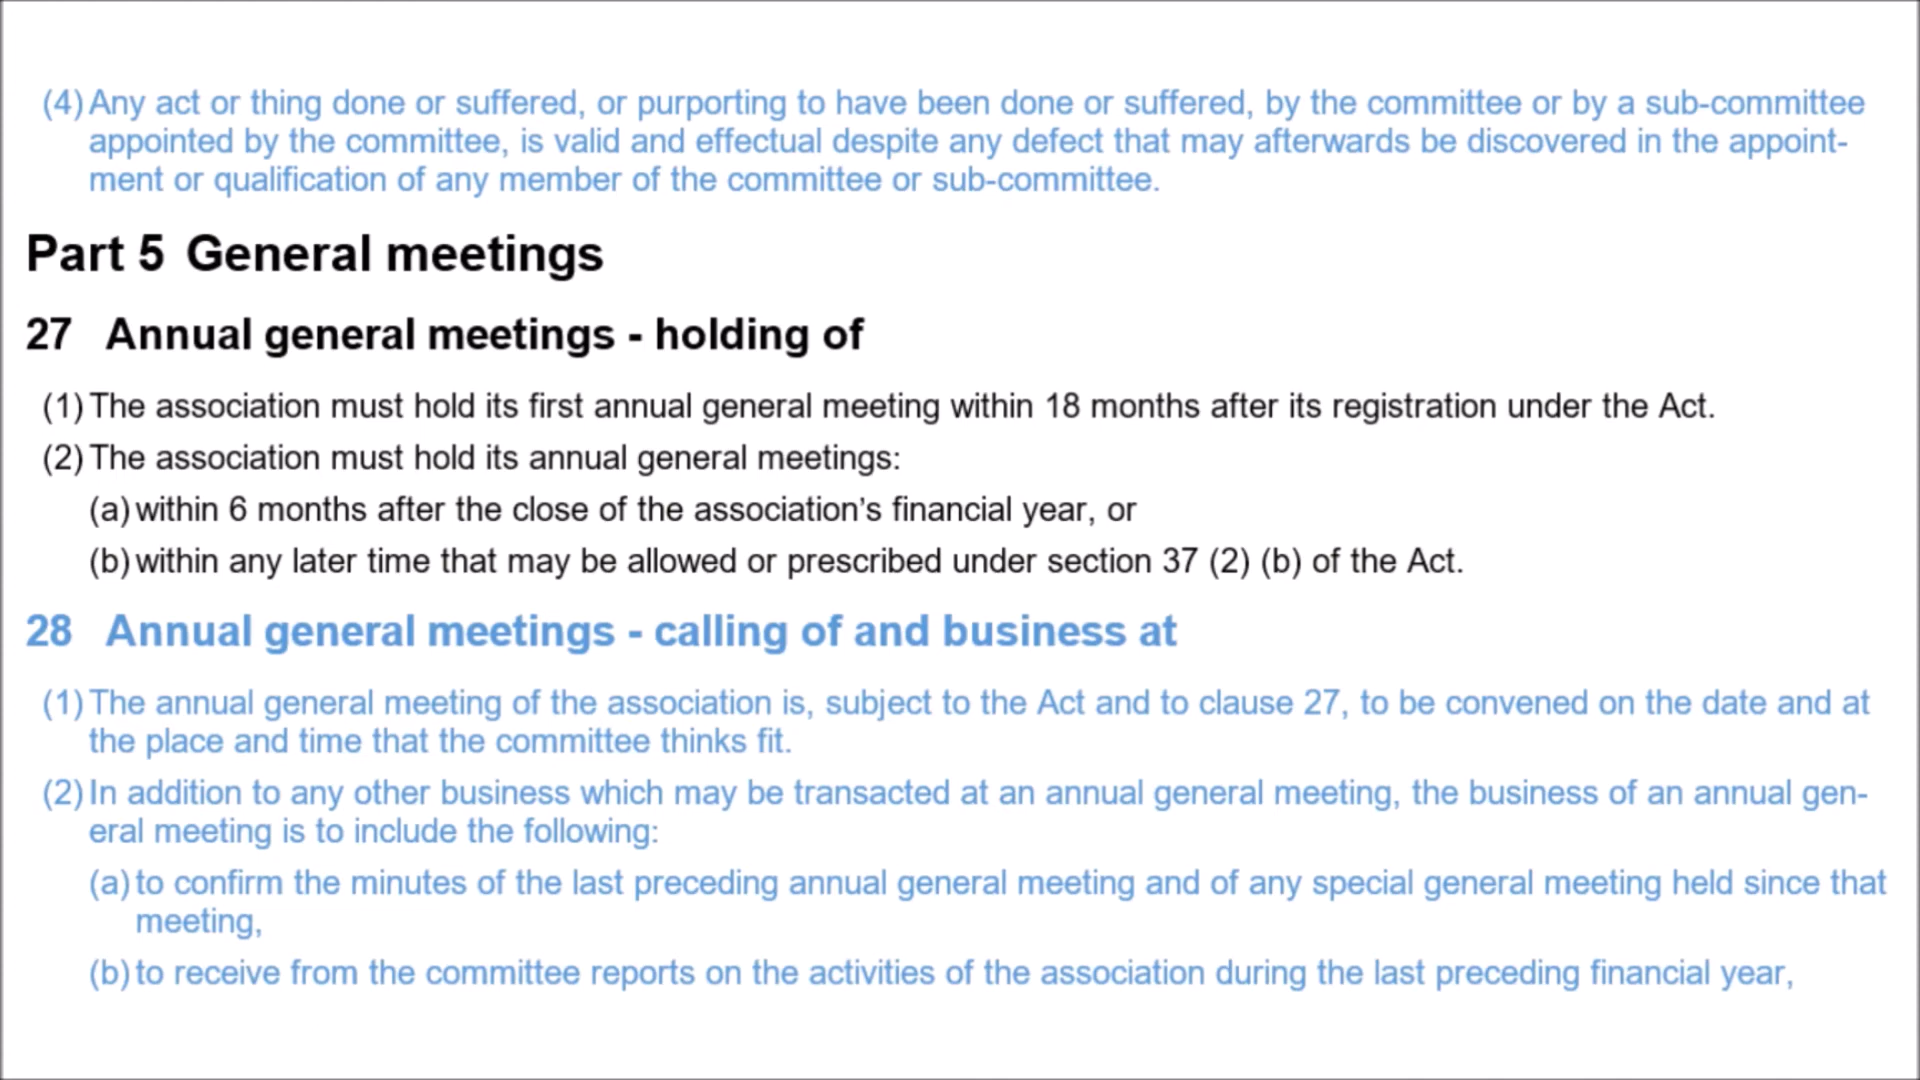 (4) Any act or thing done or suffered, or purporting to have been done or suffered, by the committee or by a sub-committee
appointed by the committee, is valid and effectual despite any defect that may afterwards be discovered in the appoint-
ment or qualification of any member of the committee or sub-committee.
Part 5 General meetings
27 Annual general meetings - holding of
(1) The association must hold its first annual general meeting within 18 months after its registration under the Act.
(2) The association must hold its annual general meetings:
(a) within 6 months after the close of the association's financial year, or
(b) within any later time that may be allowed or prescribed under section 37 (2) (b) of the Act.
28 Annual general meetings - calling of and business at
(1) The annual general meeting of the association is, subject to the Act and to clause 27, to be convened on the date and at
the place and time that the committee thinks fit.
(2) In addition to any other business which may be transacted at an annual general meeting, the business of an annual gen-
eral meeting is to include the following:
(a) to confirm the minutes of the last preceding annual general meeting and of any special general meeting held since that
meeting,
(b) to receive from the committee reports on the activities of the association during the last preceding financial year,